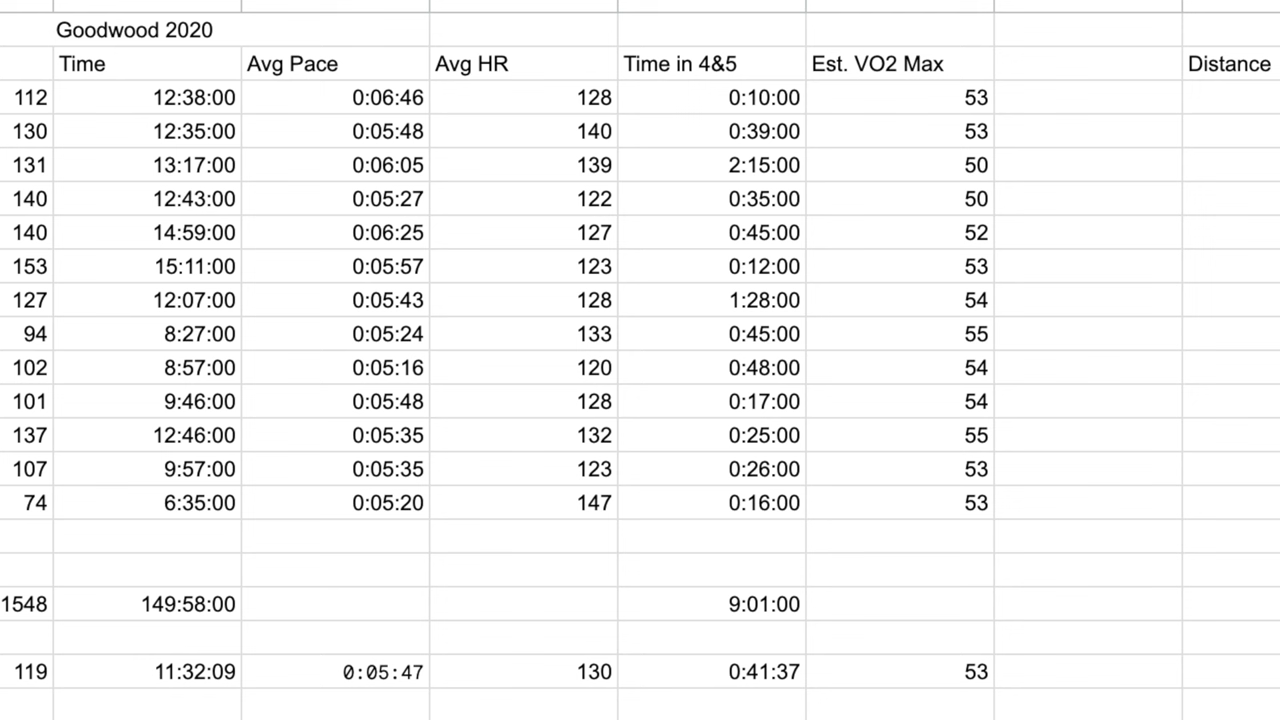 Goodwood 2020
Time Avg Pace Avg HR Time in 4&5 Est. VO2 Max Distance
112 12:38:00 0:06:46 128 0:10:00 53
130 12:35:00 0:05:48 140 0:39:00 53
131 13:17:00 0:06:05 139 2:15:00 50
140 12:43:00 0:05:27 122 0:35:00 50
140 14:59:00 0:06:25 127 0:45:00 52
153 15:11:00 0:05:57 123 0:12:00 53
127 12:07:00 0:05:43 128 1:28:00 54
94 8:27:00 0:05:24 133 0:45:00 55
102 8:57:00 0:05:16 120 0:48:00 54
101 9:46:00 0:05:48 128 0:17:00 54
137 12:46:00 0:05:35 132 0:25:00 55
107 9:57:00 0:05:35 123 0:26:00 53
74 6:35:00 0:05:20 147 0:16:00 53
1548 149:58:00 9:01:00
119 11:32:09 0:05:47 130 0:41:37 53